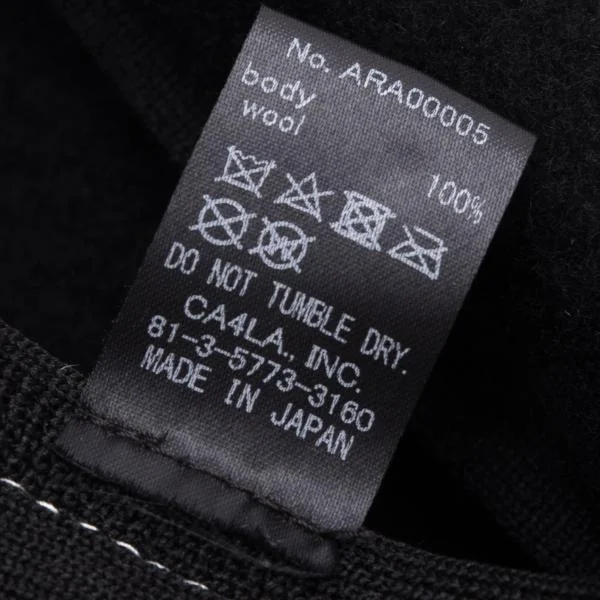 No. ARA00005
body
wool 100%
DO NOT TUMBLE DRY.
CA4LA., INC.
81-3-5773-3160
MADE IN JAPAN